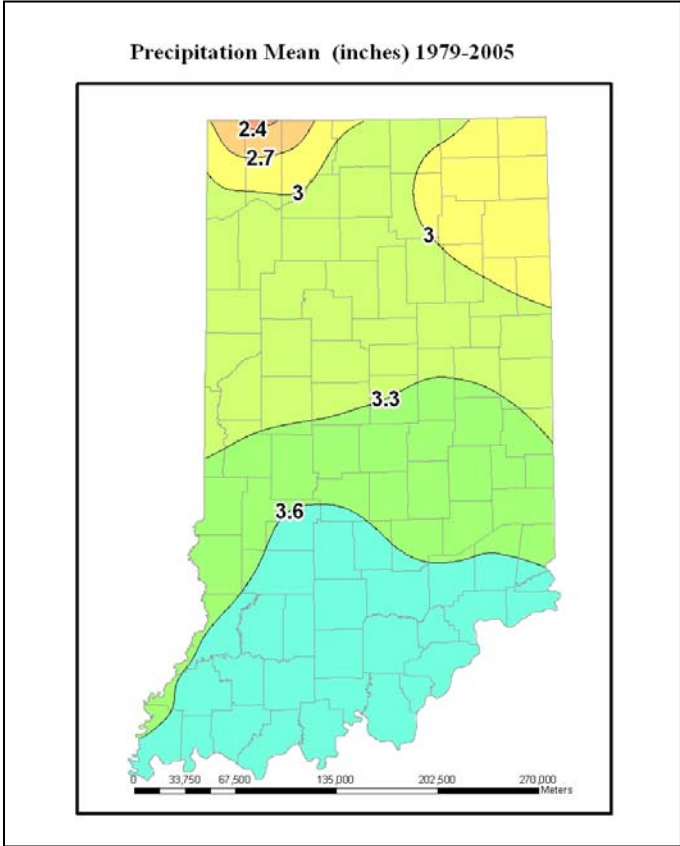 Precipitation Mean (inches) 1979-2005
2.4
2.7
3
3
3.3
3.6
0 33,750 67,500 135,000 202,500 270,000
Meters